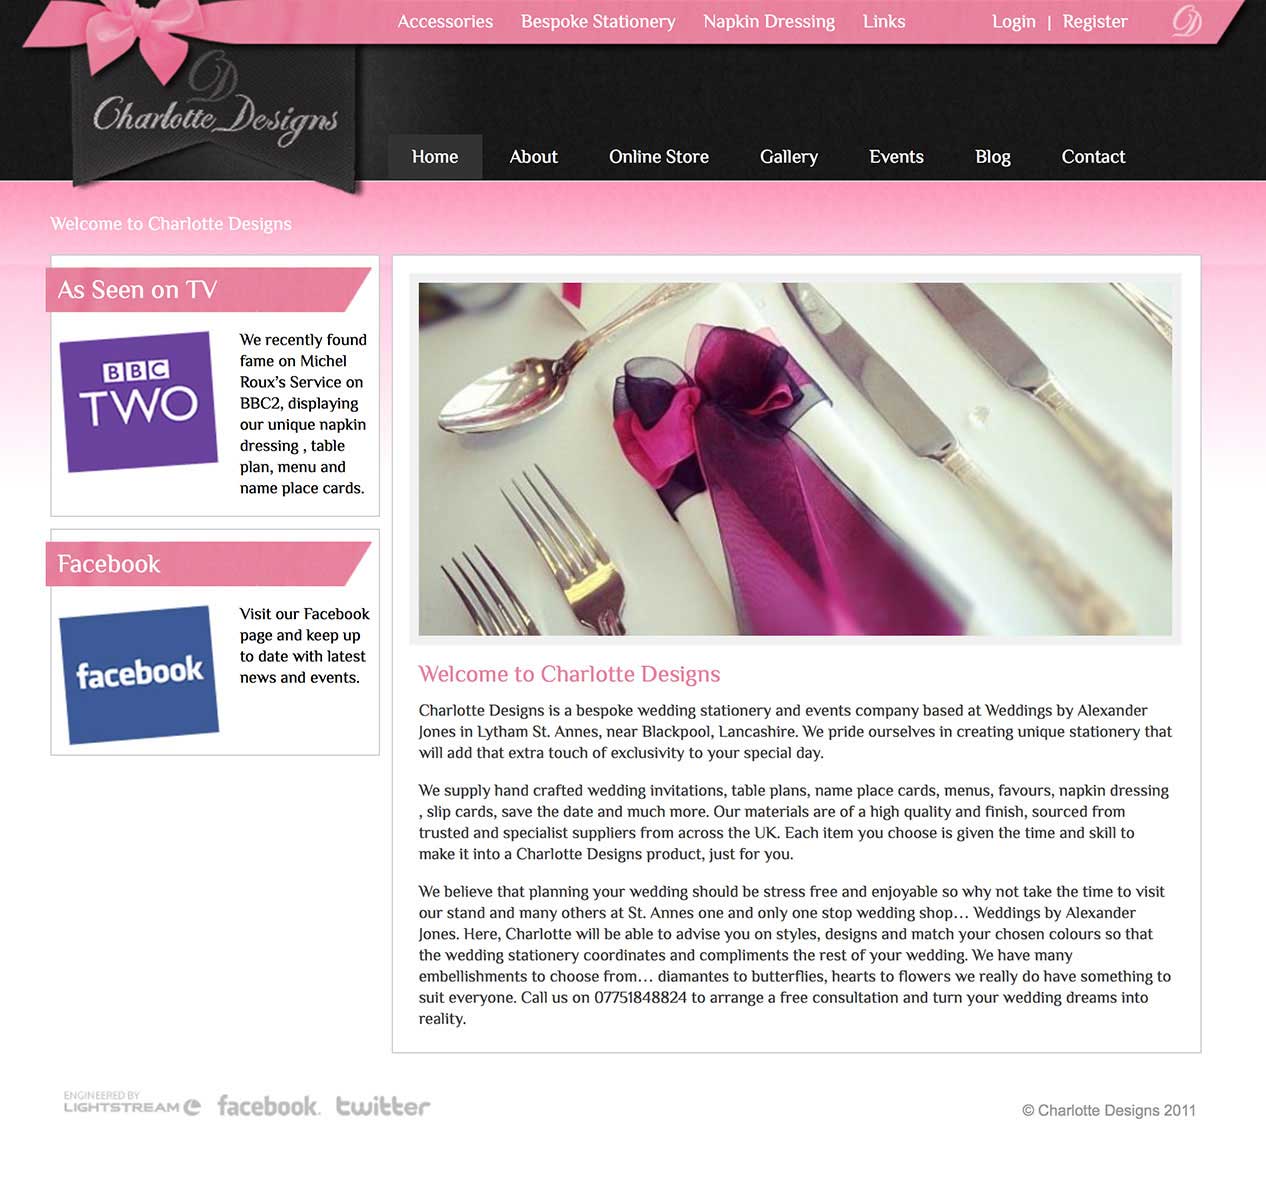 Accessories Bespoke Stationery Napkin Dressing Links Login | Register CD
CD
Charlotte Designs
Home About Online Store Gallery Events Blog Contact
Welcome to Charlotte Designs
As Seen on TV
BBC
TWO
We recently found
fame on Michel
Roux’s Service on
BBC2, displaying
our unique napkin
dressing , table
plan, menu and
name place cards.
Facebook
facebook
Visit our Facebook
page and keep up
to date with latest
news and events.
Welcome to Charlotte Designs
Charlotte Designs is a bespoke wedding stationery and events company based at Weddings by Alexander
Jones in Lytham St. Annes, near Blackpool, Lancashire. We pride ourselves in creating unique stationery that
will add that extra touch of exclusivity to your special day.
We supply hand crafted wedding invitations, table plans, name place cards, menus, favours, napkin dressing
, slip cards, save the date and much more. Our materials are of a high quality and finish, sourced from
trusted and specialist suppliers from across the UK. Each item you choose is given the time and skill to
make it into a Charlotte Designs product, just for you.
We believe that planning your wedding should be stress free and enjoyable so why not take the time to visit
our stand and many others at St. Annes one and only one stop wedding shop… Weddings by Alexander
Jones. Here, Charlotte will be able to advise you on styles, designs and match your chosen colours so that
the wedding stationery coordinates and compliments the rest of your wedding. We have many
embellishments to choose from… diamantes to butterflies, hearts to flowers we really do have something to
suit everyone. Call us on 07751848824 to arrange a free consultation and turn your wedding dreams into
reality.
ENGINEERED BY
LIGHTSTREAM facebook. twitter
© Charlotte Designs 2011